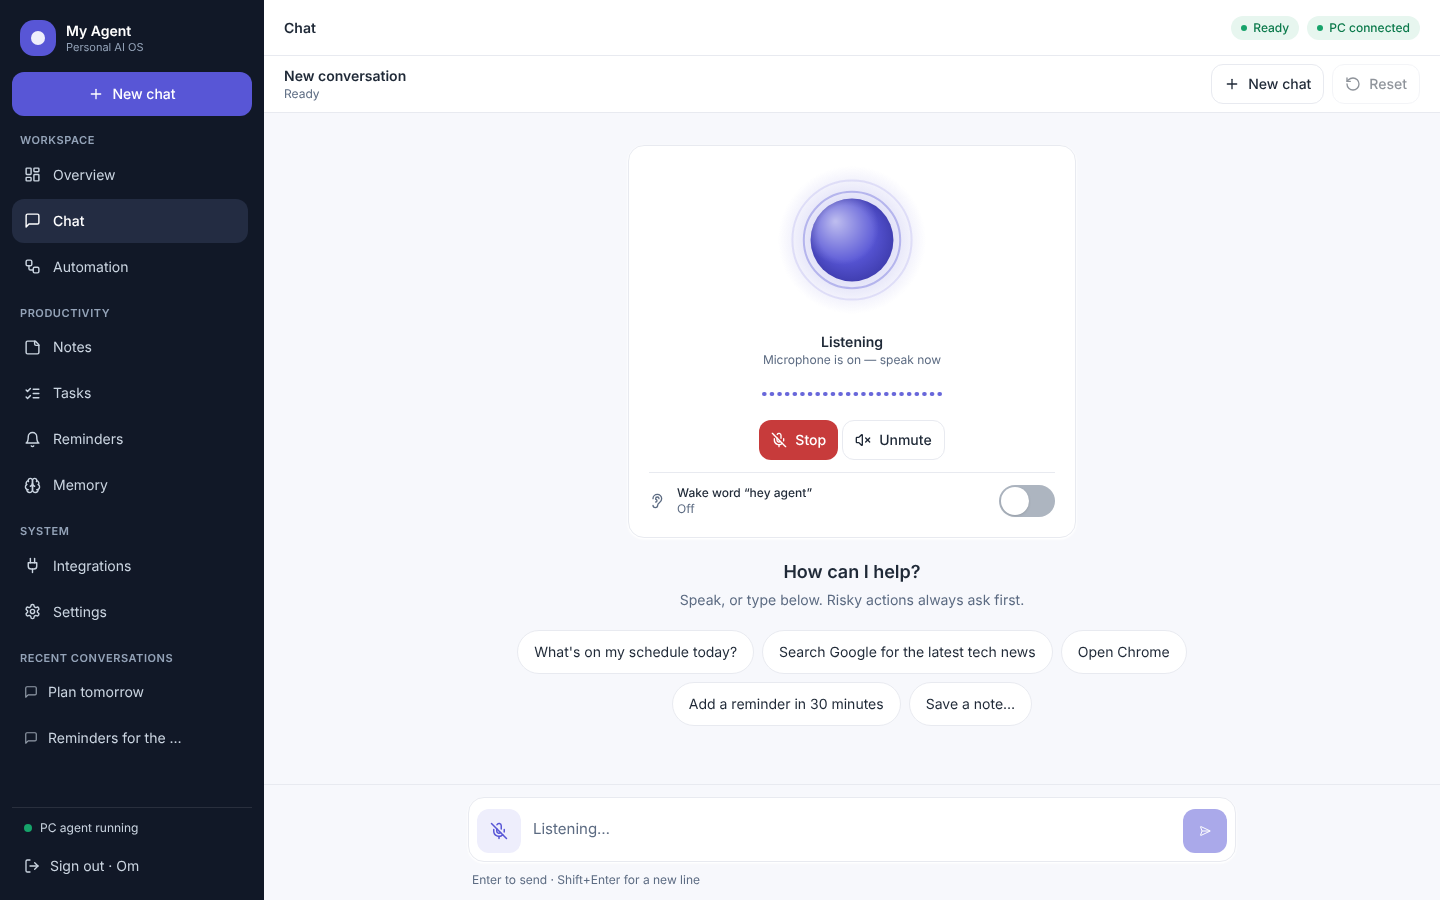 My Agent
Personal AI OS
New chat
WORKSPACE
Overview
Chat
Automation
PRODUCTIVITY
Notes
Tasks
Reminders
Memory
SYSTEM
Integrations
Settings
RECENT CONVERSATIONS
Plan tomorrow
Reminders for the ...
PC agent running
Sign out · Om
Chat
Ready
PC connected
New conversation
Ready
New chat
Reset
Listening
Microphone is on — speak now
Stop
Unmute
Wake word “hey agent”
Off
How can I help?
Speak, or type below. Risky actions always ask first.
What's on my schedule today?
Search Google for the latest tech news
Open Chrome
Add a reminder in 30 minutes
Save a note...
Listening...
Enter to send · Shift+Enter for a new line